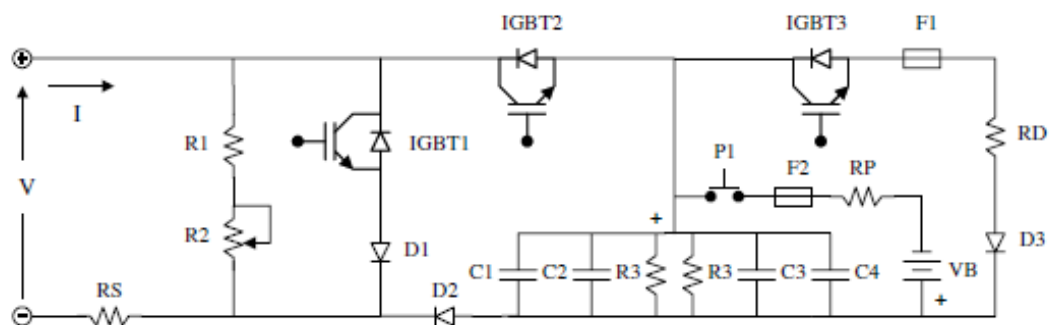 IGBT2
IGBT3
F1
+
I
R1
IGBT1
RD
P1
F2
RP
V
R2
+
D1
D3
C1
C2
R3
R3
C3
C4
VB
RS
D2
+
−